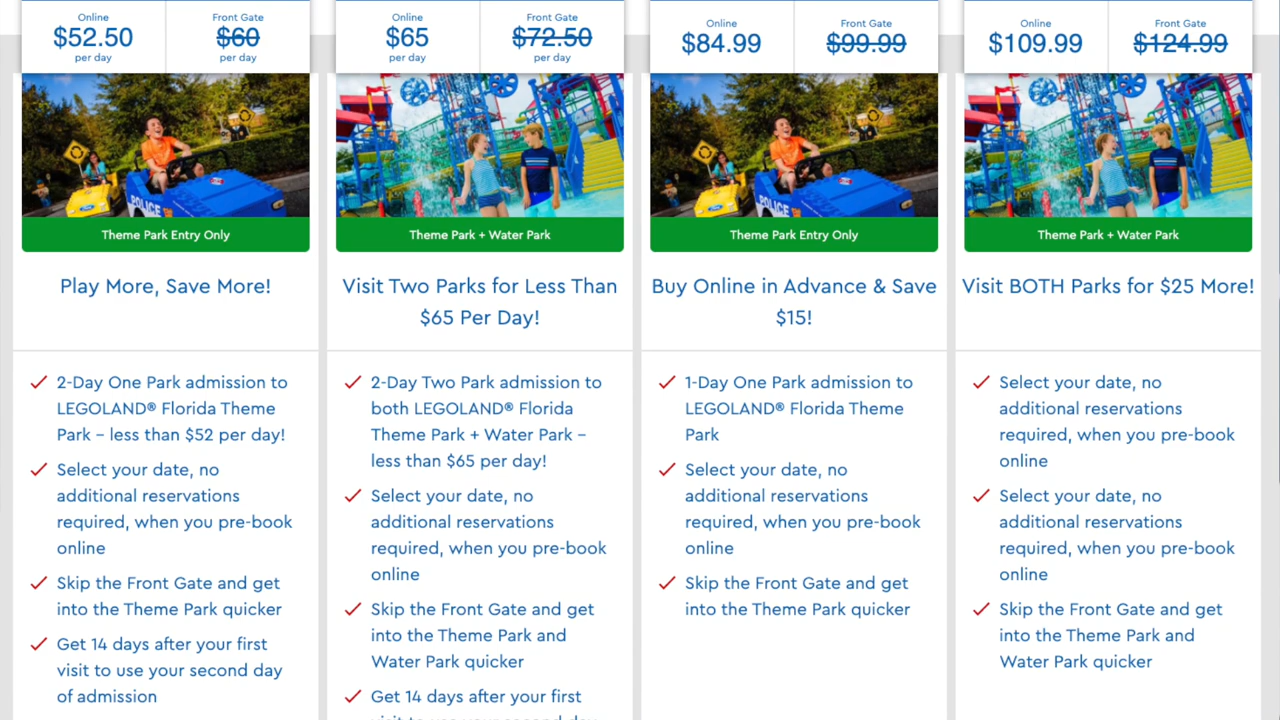 Online
$52.50
per day
Front Gate
$60
per day
POLICE
Ford
Theme Park Entry Only
Play More, Save More!
2-Day One Park admission to
LEGOLAND® Florida Theme
Park – less than $52 per day!
Select your date, no
additional reservations
required, when you pre-book
online
Skip the Front Gate and get
into the Theme Park quicker
Get 14 days after your first
visit to use your second day
of admission
Online
$65
per day
Front Gate
$72.50
per day
Theme Park + Water Park
Visit Two Parks for Less Than
$65 Per Day!
2-Day Two Park admission to
both LEGOLAND® Florida
Theme Park + Water Park –
less than $65 per day!
Select your date, no
additional reservations
required, when you pre-book
online
Skip the Front Gate and get
into the Theme Park and
Water Park quicker
Get 14 days after your first
visit to use your second day
Online
$84.99
Front Gate
$99.99
POLICE
Ford
Theme Park Entry Only
Buy Online in Advance & Save
$15!
1-Day One Park admission to
LEGOLAND® Florida Theme
Park
Select your date, no
additional reservations
required, when you pre-book
online
Skip the Front Gate and get
into the Theme Park quicker
Online
$109.99
Front Gate
$124.99
Theme Park + Water Park
Visit BOTH Parks for $25 More!
Select your date, no
additional reservations
required, when you pre-book
online
Select your date, no
additional reservations
required, when you pre-book
online
Skip the Front Gate and get
into the Theme Park and
Water Park quicker